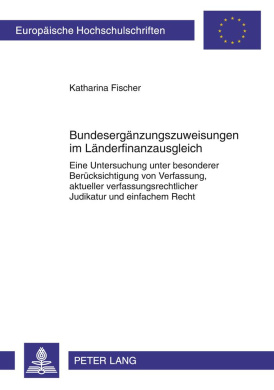 Europäische Hochschulschriften
Katharina Fischer
Bundesergänzungszuweisungen
im Länderfinanzausgleich
Eine Untersuchung unter besonderer
Berücksichtigung von Verfassung,
aktueller verfassungsrechtlicher
Judikatur und einfachem Recht
PETER LANG